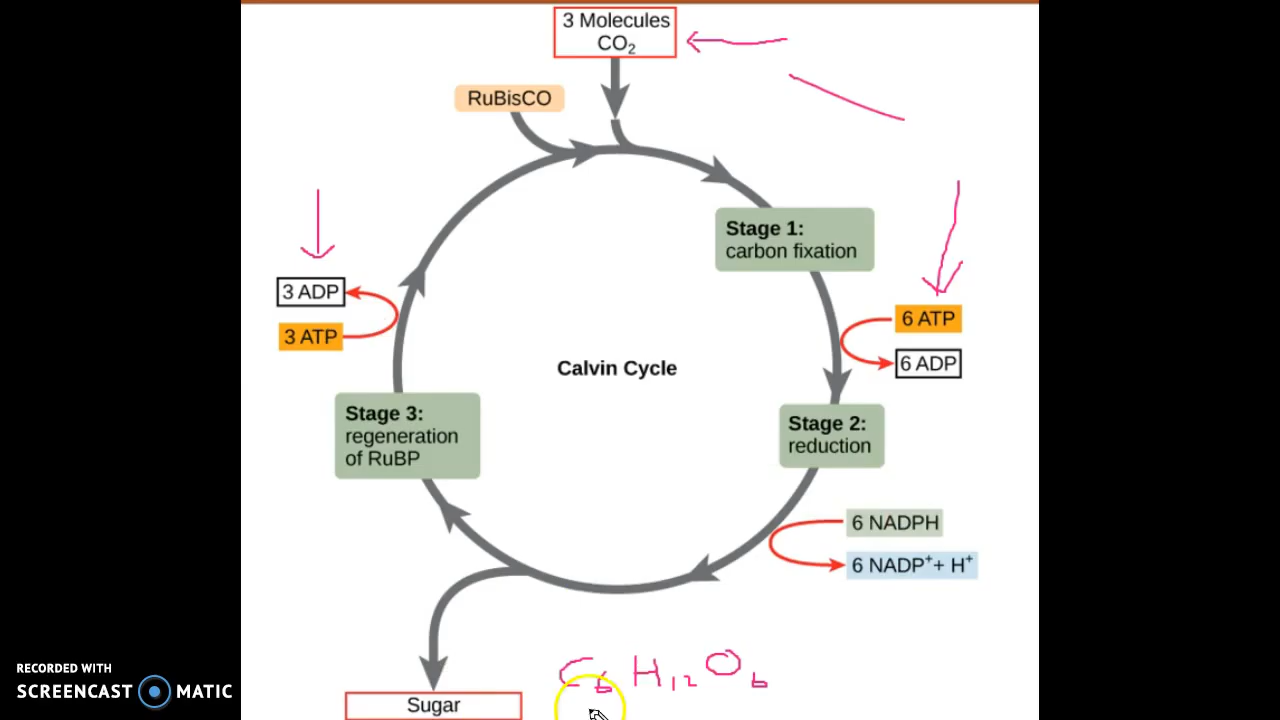 3 Molecules
CO₂
RuBisCO
Stage 1:
carbon fixation
3 ADP
3 ATP
6 ATP
6 ADP
Calvin Cycle
Stage 3:
regeneration
of RuBP
Stage 2:
reduction
6 NADPH
6 NADP⁺+ H⁺
C₆H₁₂O₆
Sugar
RECORDED WITH
SCREENCAST MATIC